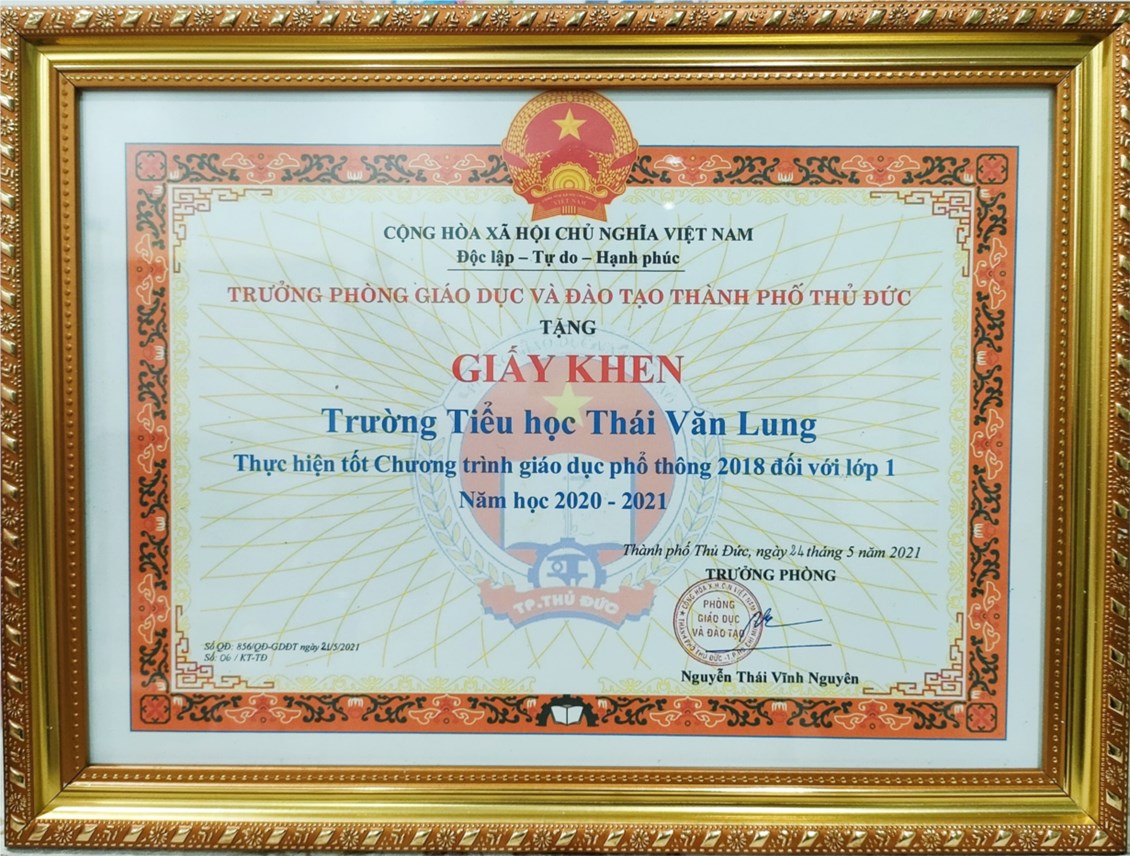 VIỆT NAM
CỘNG HÒA XÃ HỘI CHỦ NGHĨA VIỆT NAM
Độc lập – Tự do – Hạnh phúc
TRƯỞNG PHÒNG GIÁO DỤC VÀ ĐÀO TẠO THÀNH PHỐ THỦ ĐỨC
TẶNG
GIẤY KHEN
Trường Tiểu học Thái Văn Lung
Thực hiện tốt Chương trình giáo dục phổ thông 2018 đối với lớp 1
Năm học 2020 - 2021
Thành phố Thủ Đức, ngày 24 tháng 5 năm 2021
TRƯỞNG PHÒNG
PHÒNG
GIÁO DỤC
VÀ ĐÀO TẠO
TP.THỦ ĐỨC
Số QĐ: 856/QĐ-GDĐT ngày 21/5/2021
Số: 06 / KT-TĐ
Nguyễn Thái Vĩnh Nguyên